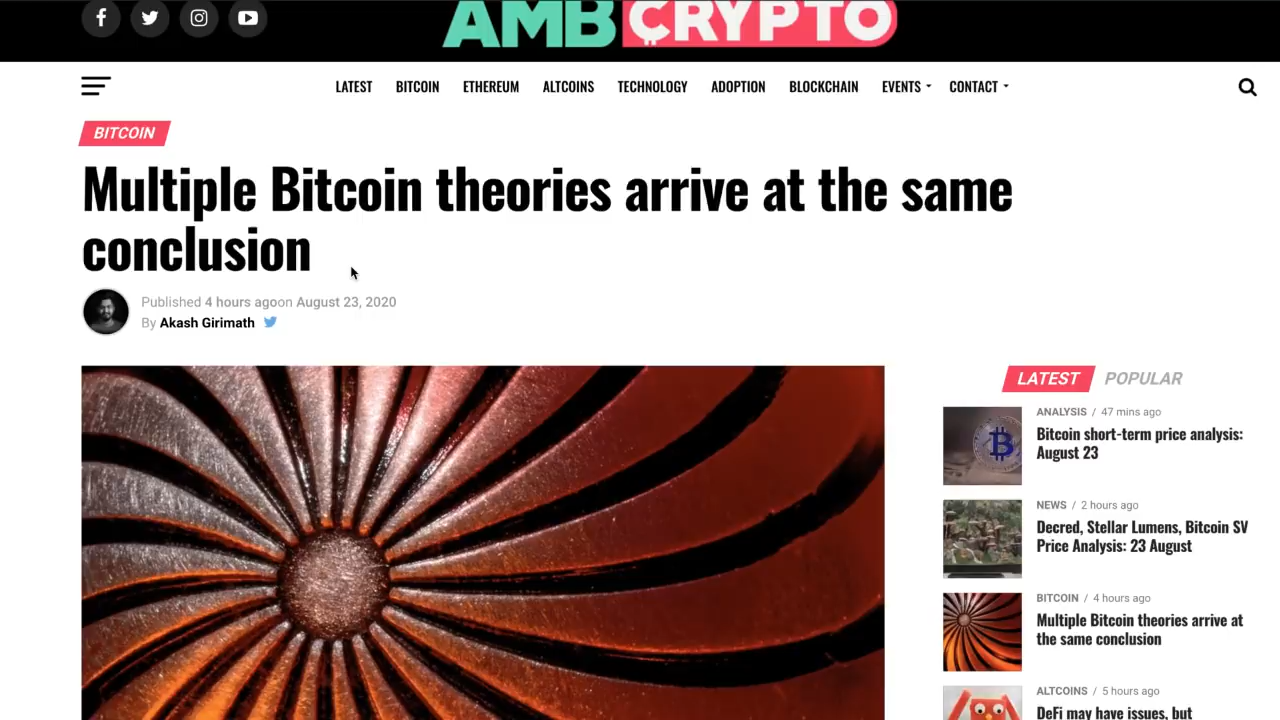 AMBCRYPTO
LATEST BITCOIN ETHEREUM ALTCOINS TECHNOLOGY ADOPTION BLOCKCHAIN EVENTS CONTACT
BITCOIN
Multiple Bitcoin theories arrive at the same
conclusion
Published 4 hours agoon August 23, 2020
By Akash Girimath
LATEST POPULAR
ANALYSIS / 47 mins ago
Bitcoin short-term price analysis:
August 23
NEWS / 2 hours ago
Decred, Stellar Lumens, Bitcoin SV
Price Analysis: 23 August
BITCOIN / 4 hours ago
Multiple Bitcoin theories arrive at
the same conclusion
ALTCOINS / 5 hours ago
DeFi may have issues, but